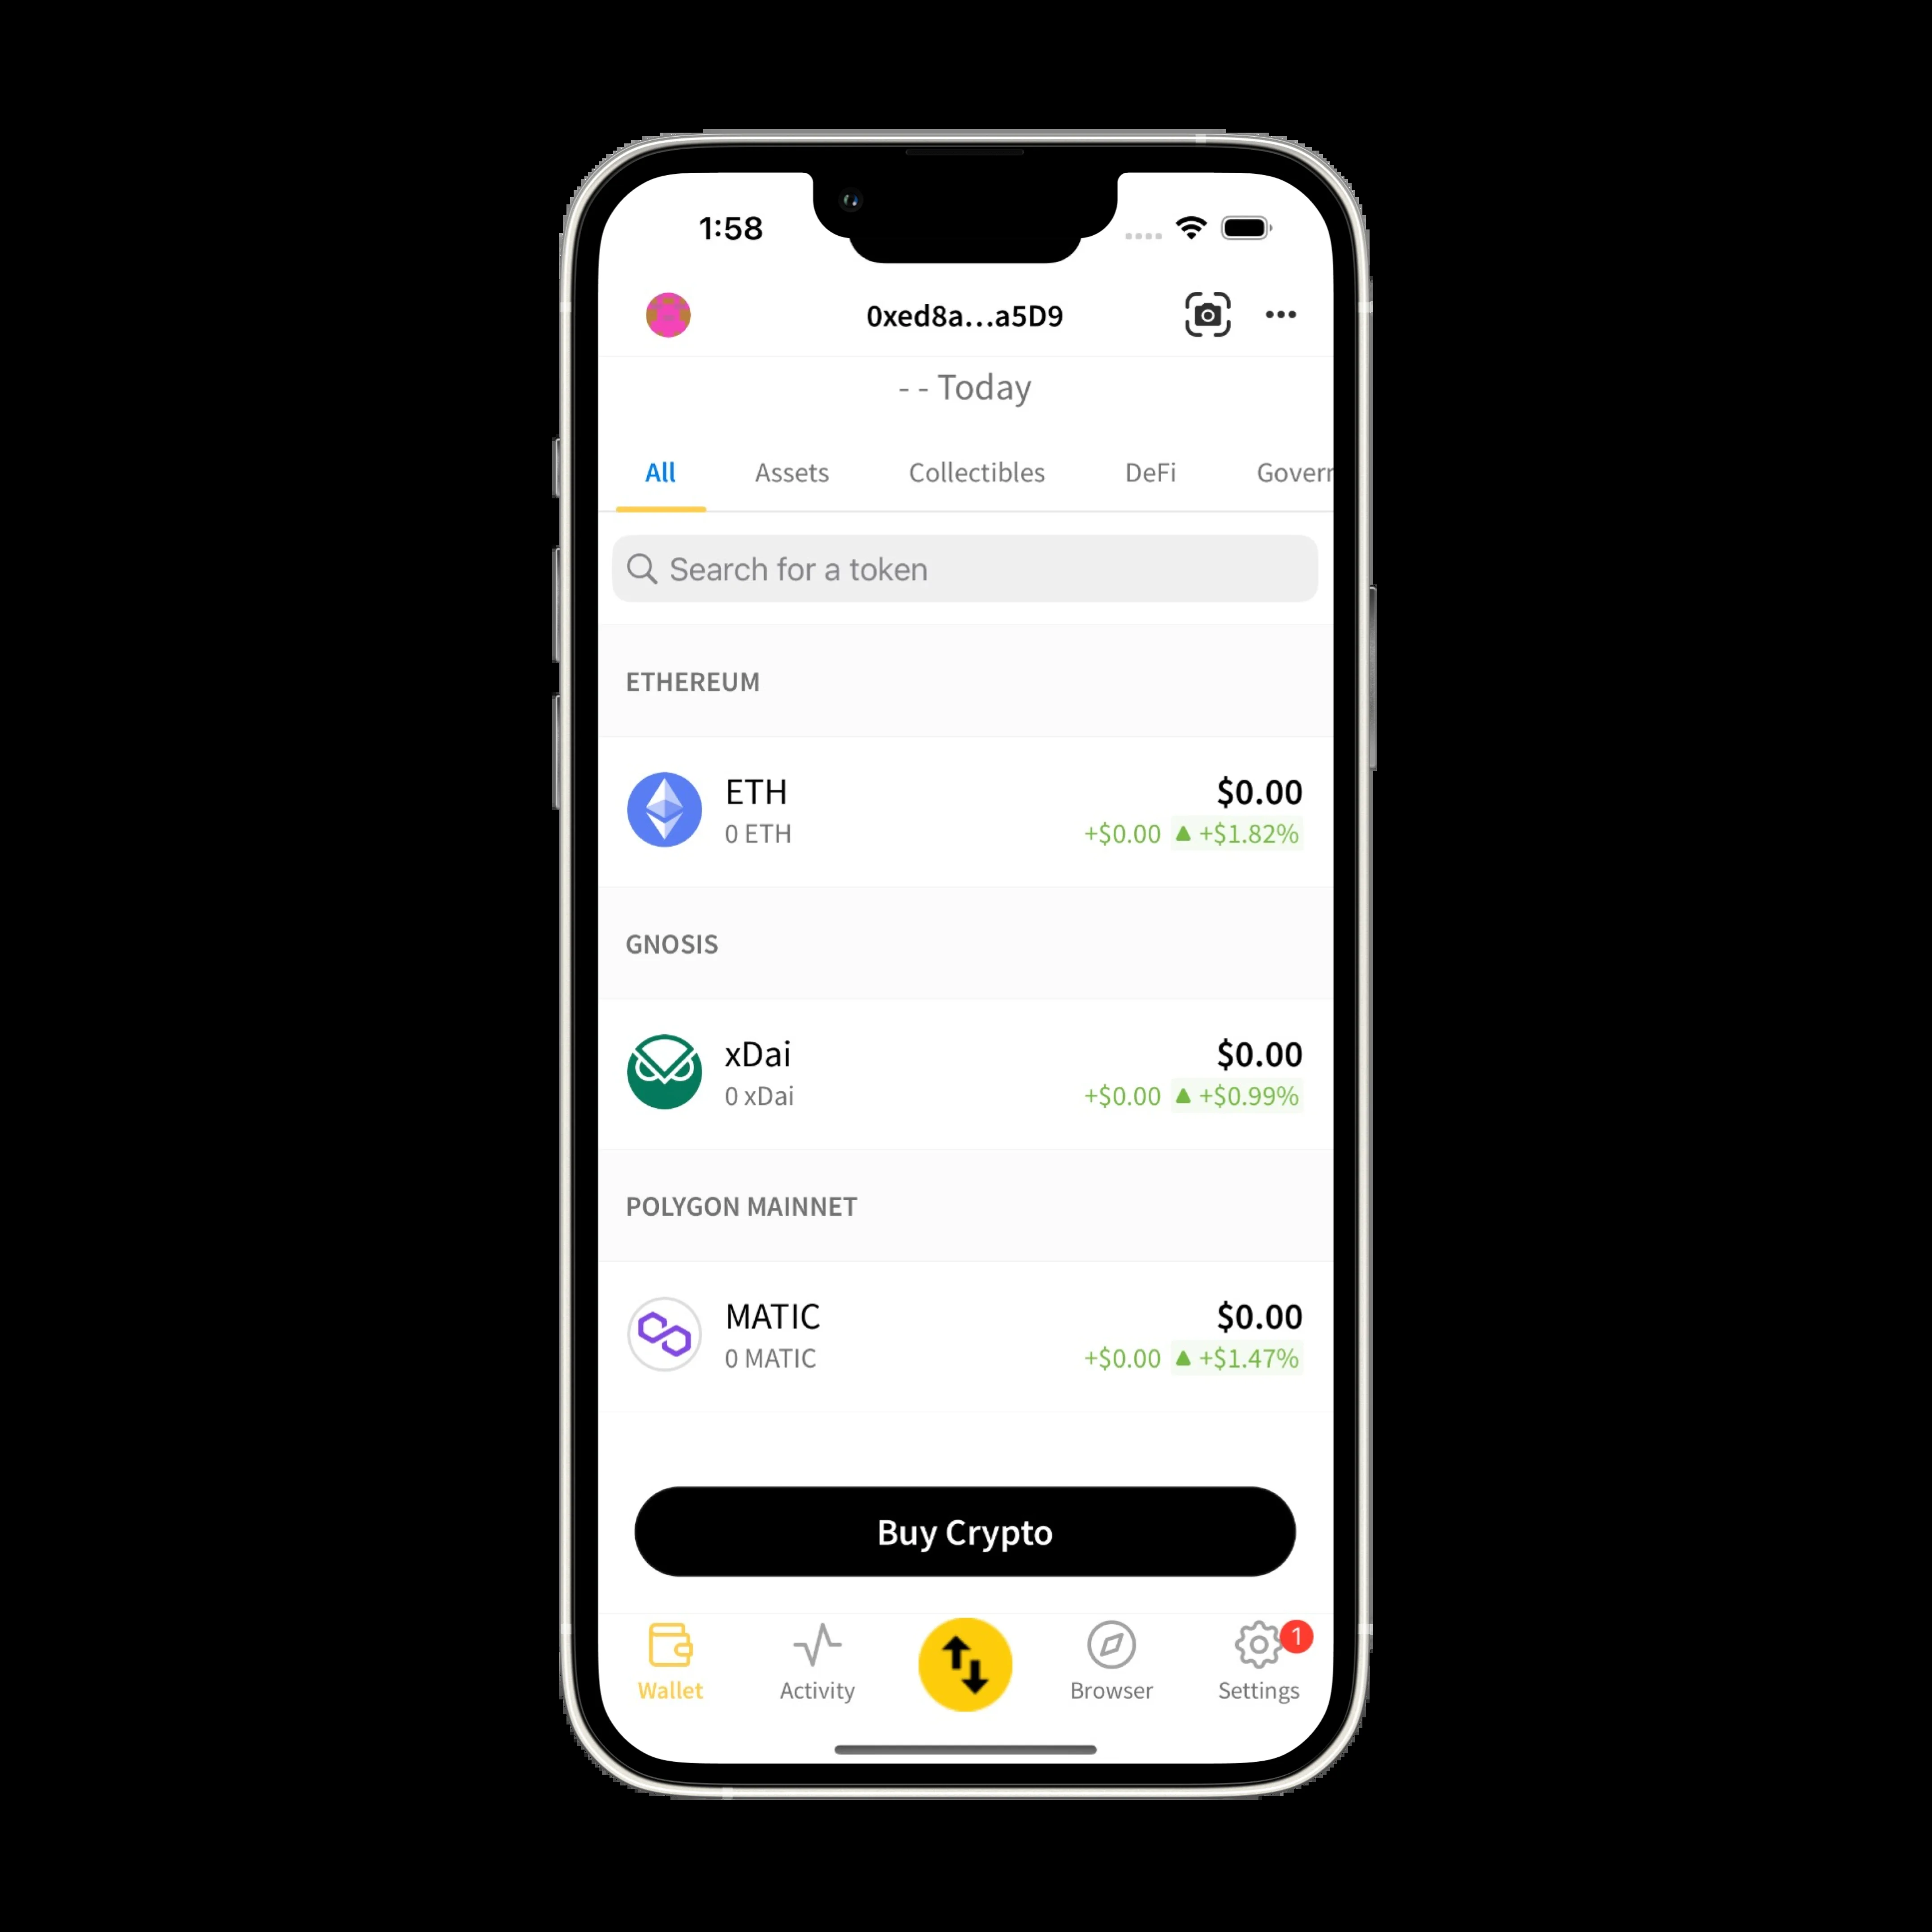 1:58
0xed8a...a5D9
- - Today
All Assets Collectibles DeFi Govern
Search for a token
ETHEREUM
ETH $0.00
0 ETH +$0.00 ▲ +$1.82%
GNOSIS
xDai $0.00
0 xDai +$0.00 ▲ +$0.99%
POLYGON MAINNET
MATIC $0.00
0 MATIC +$0.00 ▲ +$1.47%
Buy Crypto
1
Wallet Activity Browser Settings